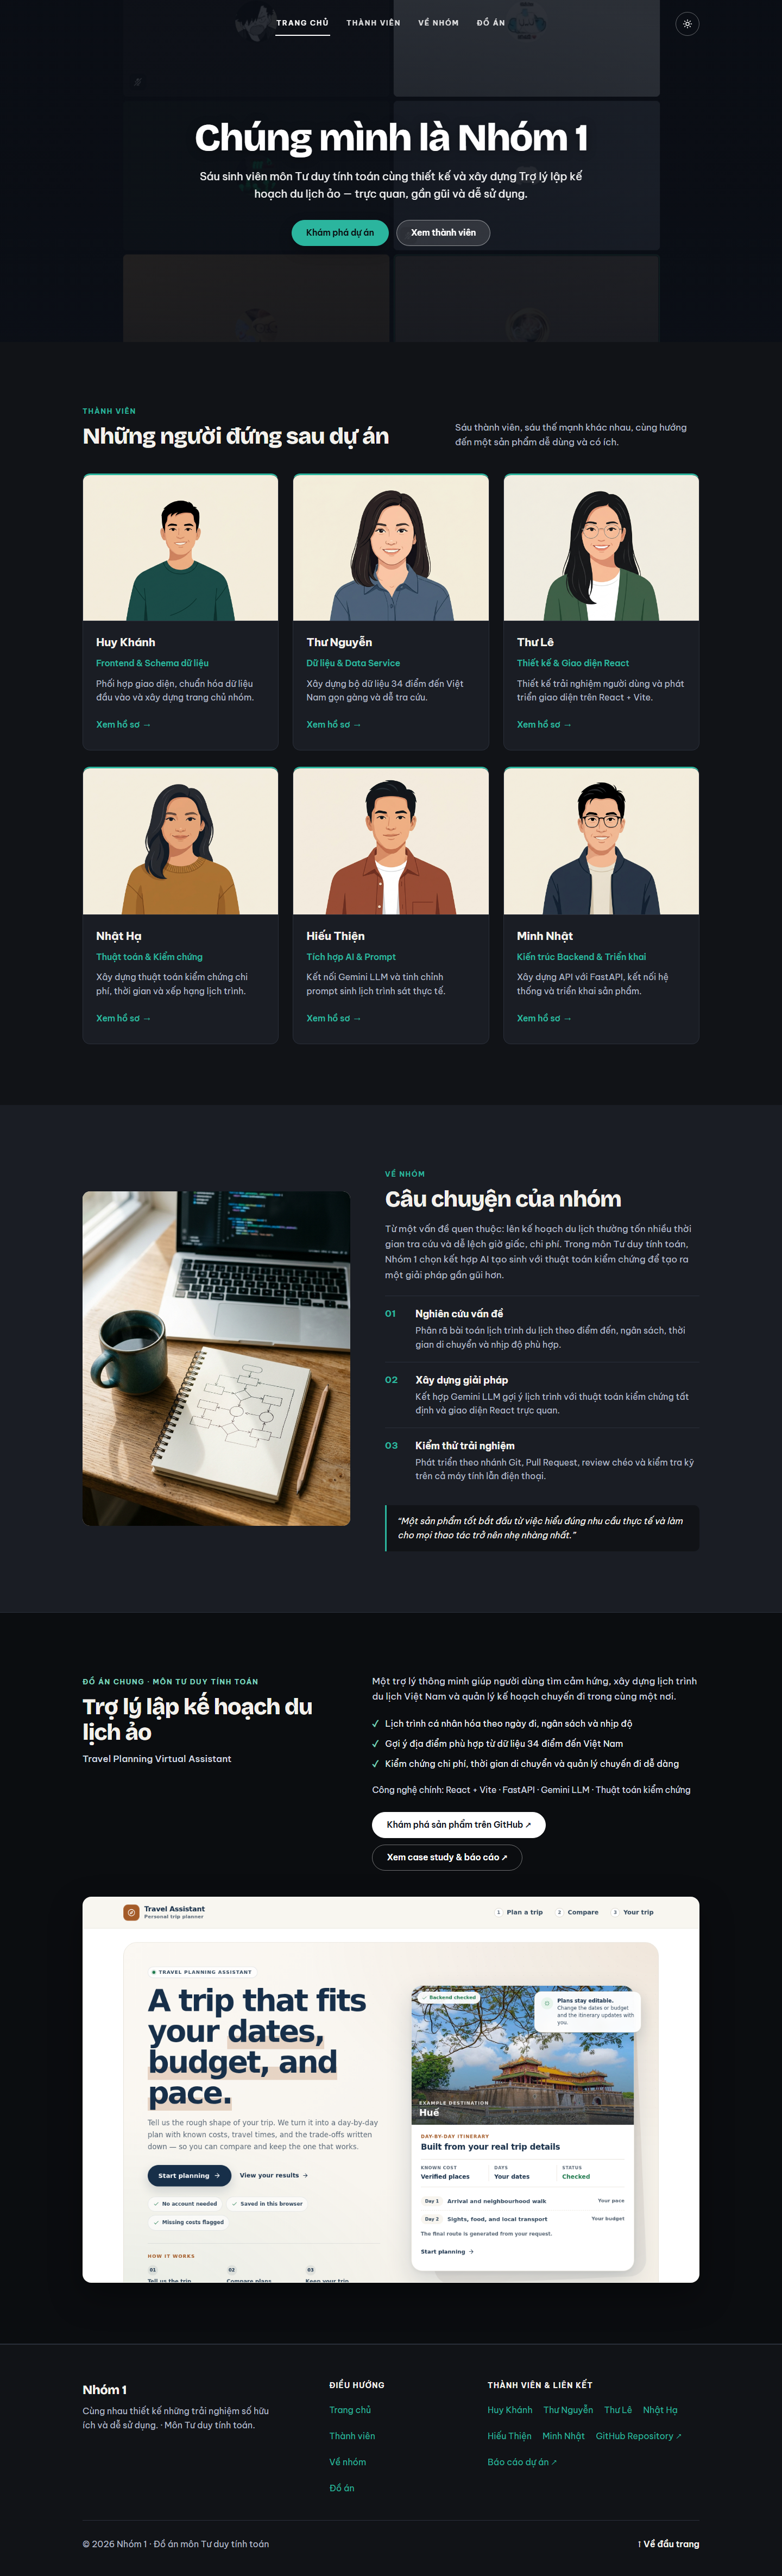 TRANG CHỦ THÀNH VIÊN VỀ NHÓM ĐỒ ÁN
Chúng mình là Nhóm 1
Sáu sinh viên môn Tư duy tính toán cùng thiết kế và xây dựng Trợ lý lập kế
hoạch du lịch ảo — trực quan, gần gũi và dễ sử dụng.
Khám phá dự án Xem thành viên
THÀNH VIÊN
Những người đứng sau dự án
Sáu thành viên, sáu thế mạnh khác nhau, cùng hướng
đến một sản phẩm dễ dùng và có ích.
Huy Khánh
Frontend & Schema dữ liệu
Phối hợp giao diện, chuẩn hóa dữ liệu
đầu vào và xây dựng trang chủ nhóm.
Xem hồ sơ →
Thư Nguyễn
Dữ liệu & Data Service
Xây dựng bộ dữ liệu 34 điểm đến Việt
Nam gọn gàng và dễ tra cứu.
Xem hồ sơ →
Thư Lê
Thiết kế & Giao diện React
Thiết kế trải nghiệm người dùng và phát
triển giao diện trên React + Vite.
Xem hồ sơ →
Nhật Hạ
Thuật toán & Kiểm chứng
Xây dựng thuật toán kiểm chứng chi
phí, thời gian và xếp hạng lịch trình.
Xem hồ sơ →
Hiếu Thiện
Tích hợp AI & Prompt
Kết nối Gemini LLM và tinh chỉnh
prompt sinh lịch trình sát thực tế.
Xem hồ sơ →
Minh Nhật
Kiến trúc Backend & Triển khai
Xây dựng API với FastAPI, kết nối hệ
thống và triển khai sản phẩm.
Xem hồ sơ →
VỀ NHÓM
Câu chuyện của nhóm
Từ một vấn đề quen thuộc: lên kế hoạch du lịch thường tốn nhiều thời
gian tra cứu và dễ lệch giờ giấc, chi phí. Trong môn Tư duy tính toán,
Nhóm 1 chọn kết hợp AI tạo sinh với thuật toán kiểm chứng để tạo ra
một giải pháp gần gũi hơn.
01 Nghiên cứu vấn đề
Phân rã bài toán lịch trình du lịch theo điểm đến, ngân sách, thời
gian di chuyển và nhịp độ phù hợp.
02 Xây dựng giải pháp
Kết hợp Gemini LLM gợi ý lịch trình với thuật toán kiểm chứng tất
định và giao diện React trực quan.
03 Kiểm thử trải nghiệm
Phát triển theo nhánh Git, Pull Request, review chéo và kiểm tra kỹ
trên cả máy tính lẫn điện thoại.
“Một sản phẩm tốt bắt đầu từ việc hiểu đúng nhu cầu thực tế và làm
cho mọi thao tác trở nên nhẹ nhàng nhất.”
ĐỒ ÁN CHUNG · MÔN TƯ DUY TÍNH TOÁN
Trợ lý lập kế hoạch du
lịch ảo
Travel Planning Virtual Assistant
Một trợ lý thông minh giúp người dùng tìm cảm hứng, xây dựng lịch trình
du lịch Việt Nam và quản lý kế hoạch chuyến đi trong cùng một nơi.
✓ Lịch trình cá nhân hóa theo ngày đi, ngân sách và nhịp độ
✓ Gợi ý địa điểm phù hợp từ dữ liệu 34 điểm đến Việt Nam
✓ Kiểm chứng chi phí, thời gian di chuyển và quản lý chuyến đi dễ dàng
Công nghệ chính: React + Vite · FastAPI · Gemini LLM · Thuật toán kiểm chứng
Khám phá sản phẩm trên GitHub ↗
Xem case study & báo cáo ↗
Travel Assistant
Personal trip planner
1 Plan a trip 2 Compare 3 Your trip
TRAVEL PLANNING ASSISTANT
A trip that fits
your dates,
budget, and
pace.
Tell us the rough shape of your trip. We turn it into a day-by-day
plan with known costs, travel times, and the trade-offs written
down — so you can compare and keep the one that works.
Start planning → View your results →
✓ No account needed ✓ Saved in this browser
✓ Missing costs flagged
HOW IT WORKS
01 02 03
Tell us the trip Compare plans Keep your trip
✓ Backend checked
Plans stay editable.
Change the dates or budget
and the itinerary updates with
you.
EXAMPLE DESTINATION
Huế
DAY-BY-DAY ITINERARY
Built from your real trip details
KNOWN COST DAYS STATUS
Verified places Your dates Checked
Day 1 Arrival and neighbourhood walk Your pace
Day 2 Sights, food, and local transport Your budget
The final route is generated from your request.
Start planning →
Nhóm 1
Cùng nhau thiết kế những trải nghiệm số hữu
ích và dễ sử dụng. · Môn Tư duy tính toán.
ĐIỀU HƯỚNG
Trang chủ
Thành viên
Về nhóm
Đồ án
THÀNH VIÊN & LIÊN KẾT
Huy Khánh Thư Nguyễn Thư Lê Nhật Hạ
Hiếu Thiện Minh Nhật GitHub Repository ↗
Báo cáo dự án ↗
© 2026 Nhóm 1 · Đồ án môn Tư duy tính toán
↑ Về đầu trang